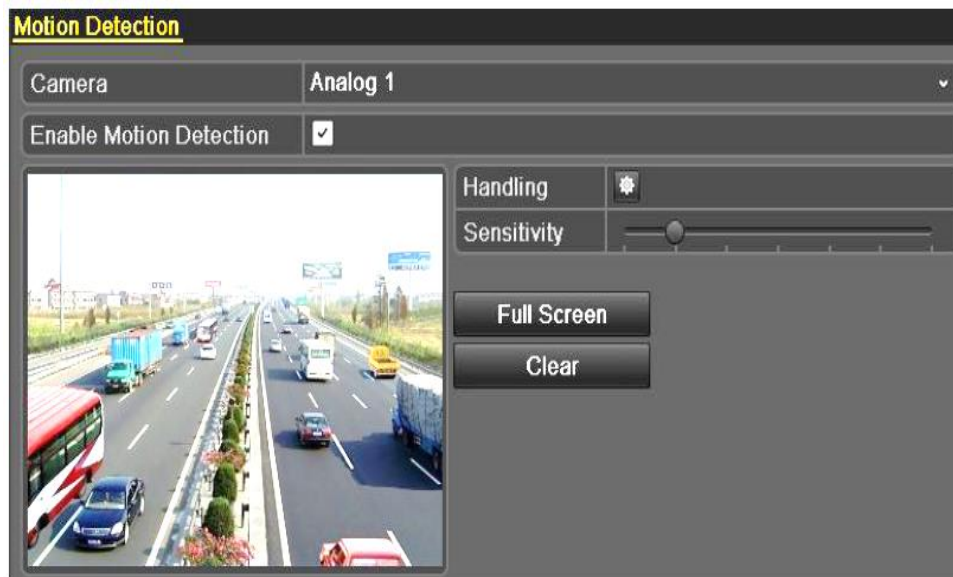 Motion Detection
Camera
Analog 1
Enable Motion Detection
Handling
Sensitivity
Full Screen
Clear